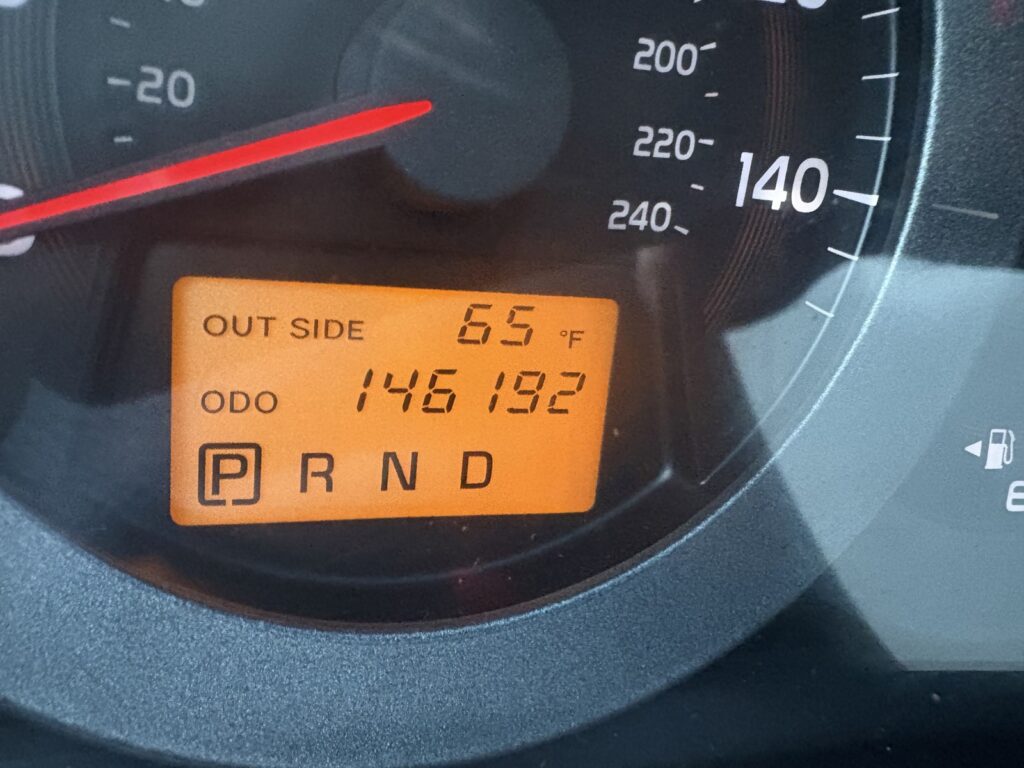 20
200
220
140
240
OUT SIDE 65 °F
ODO 146192
P R N D
E